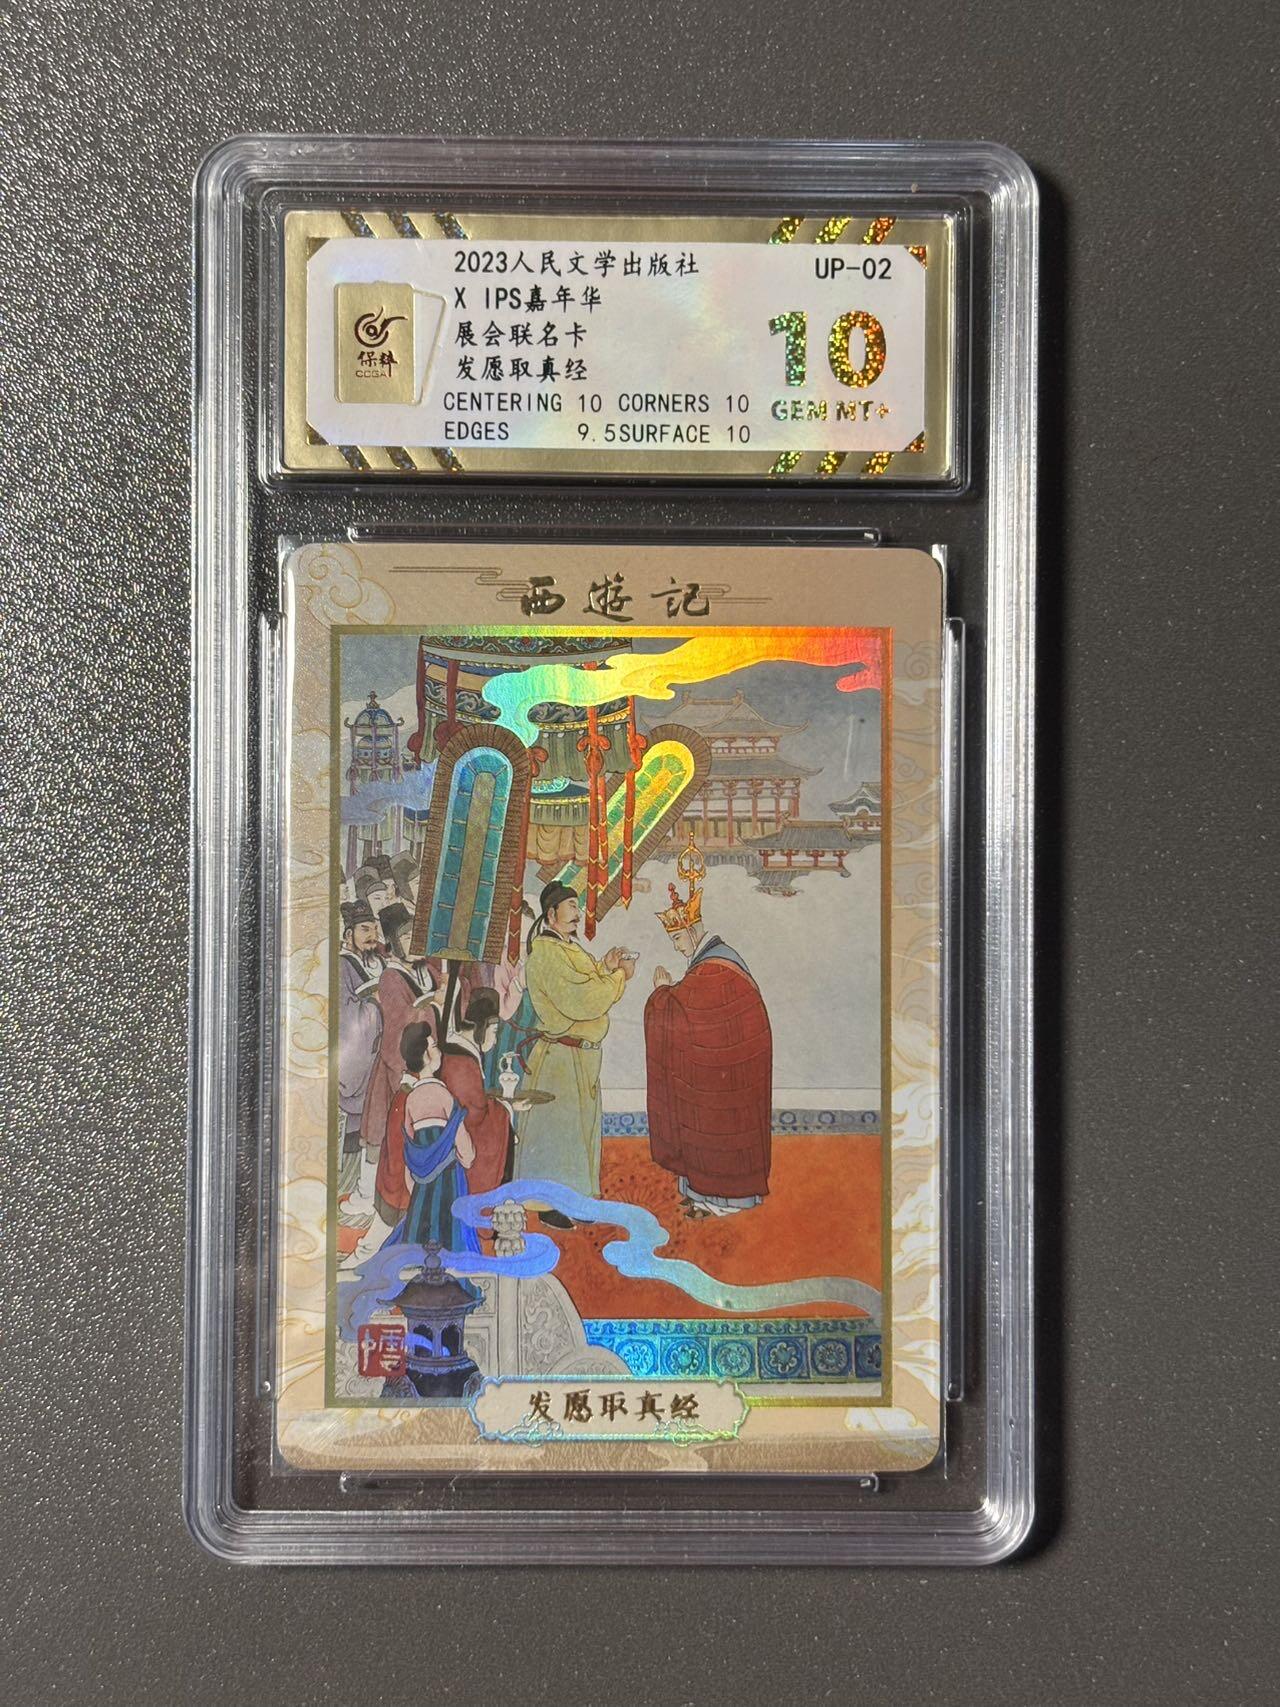 2023人民文学出版社
UP-02
X IPS嘉年华
展会联名卡
发愿取真经
10
GEM MT+
CENTERING 10 CORNERS 10
EDGES 9.5SURFACE 10
保粹
CCGA
西遊記
发愿取真经